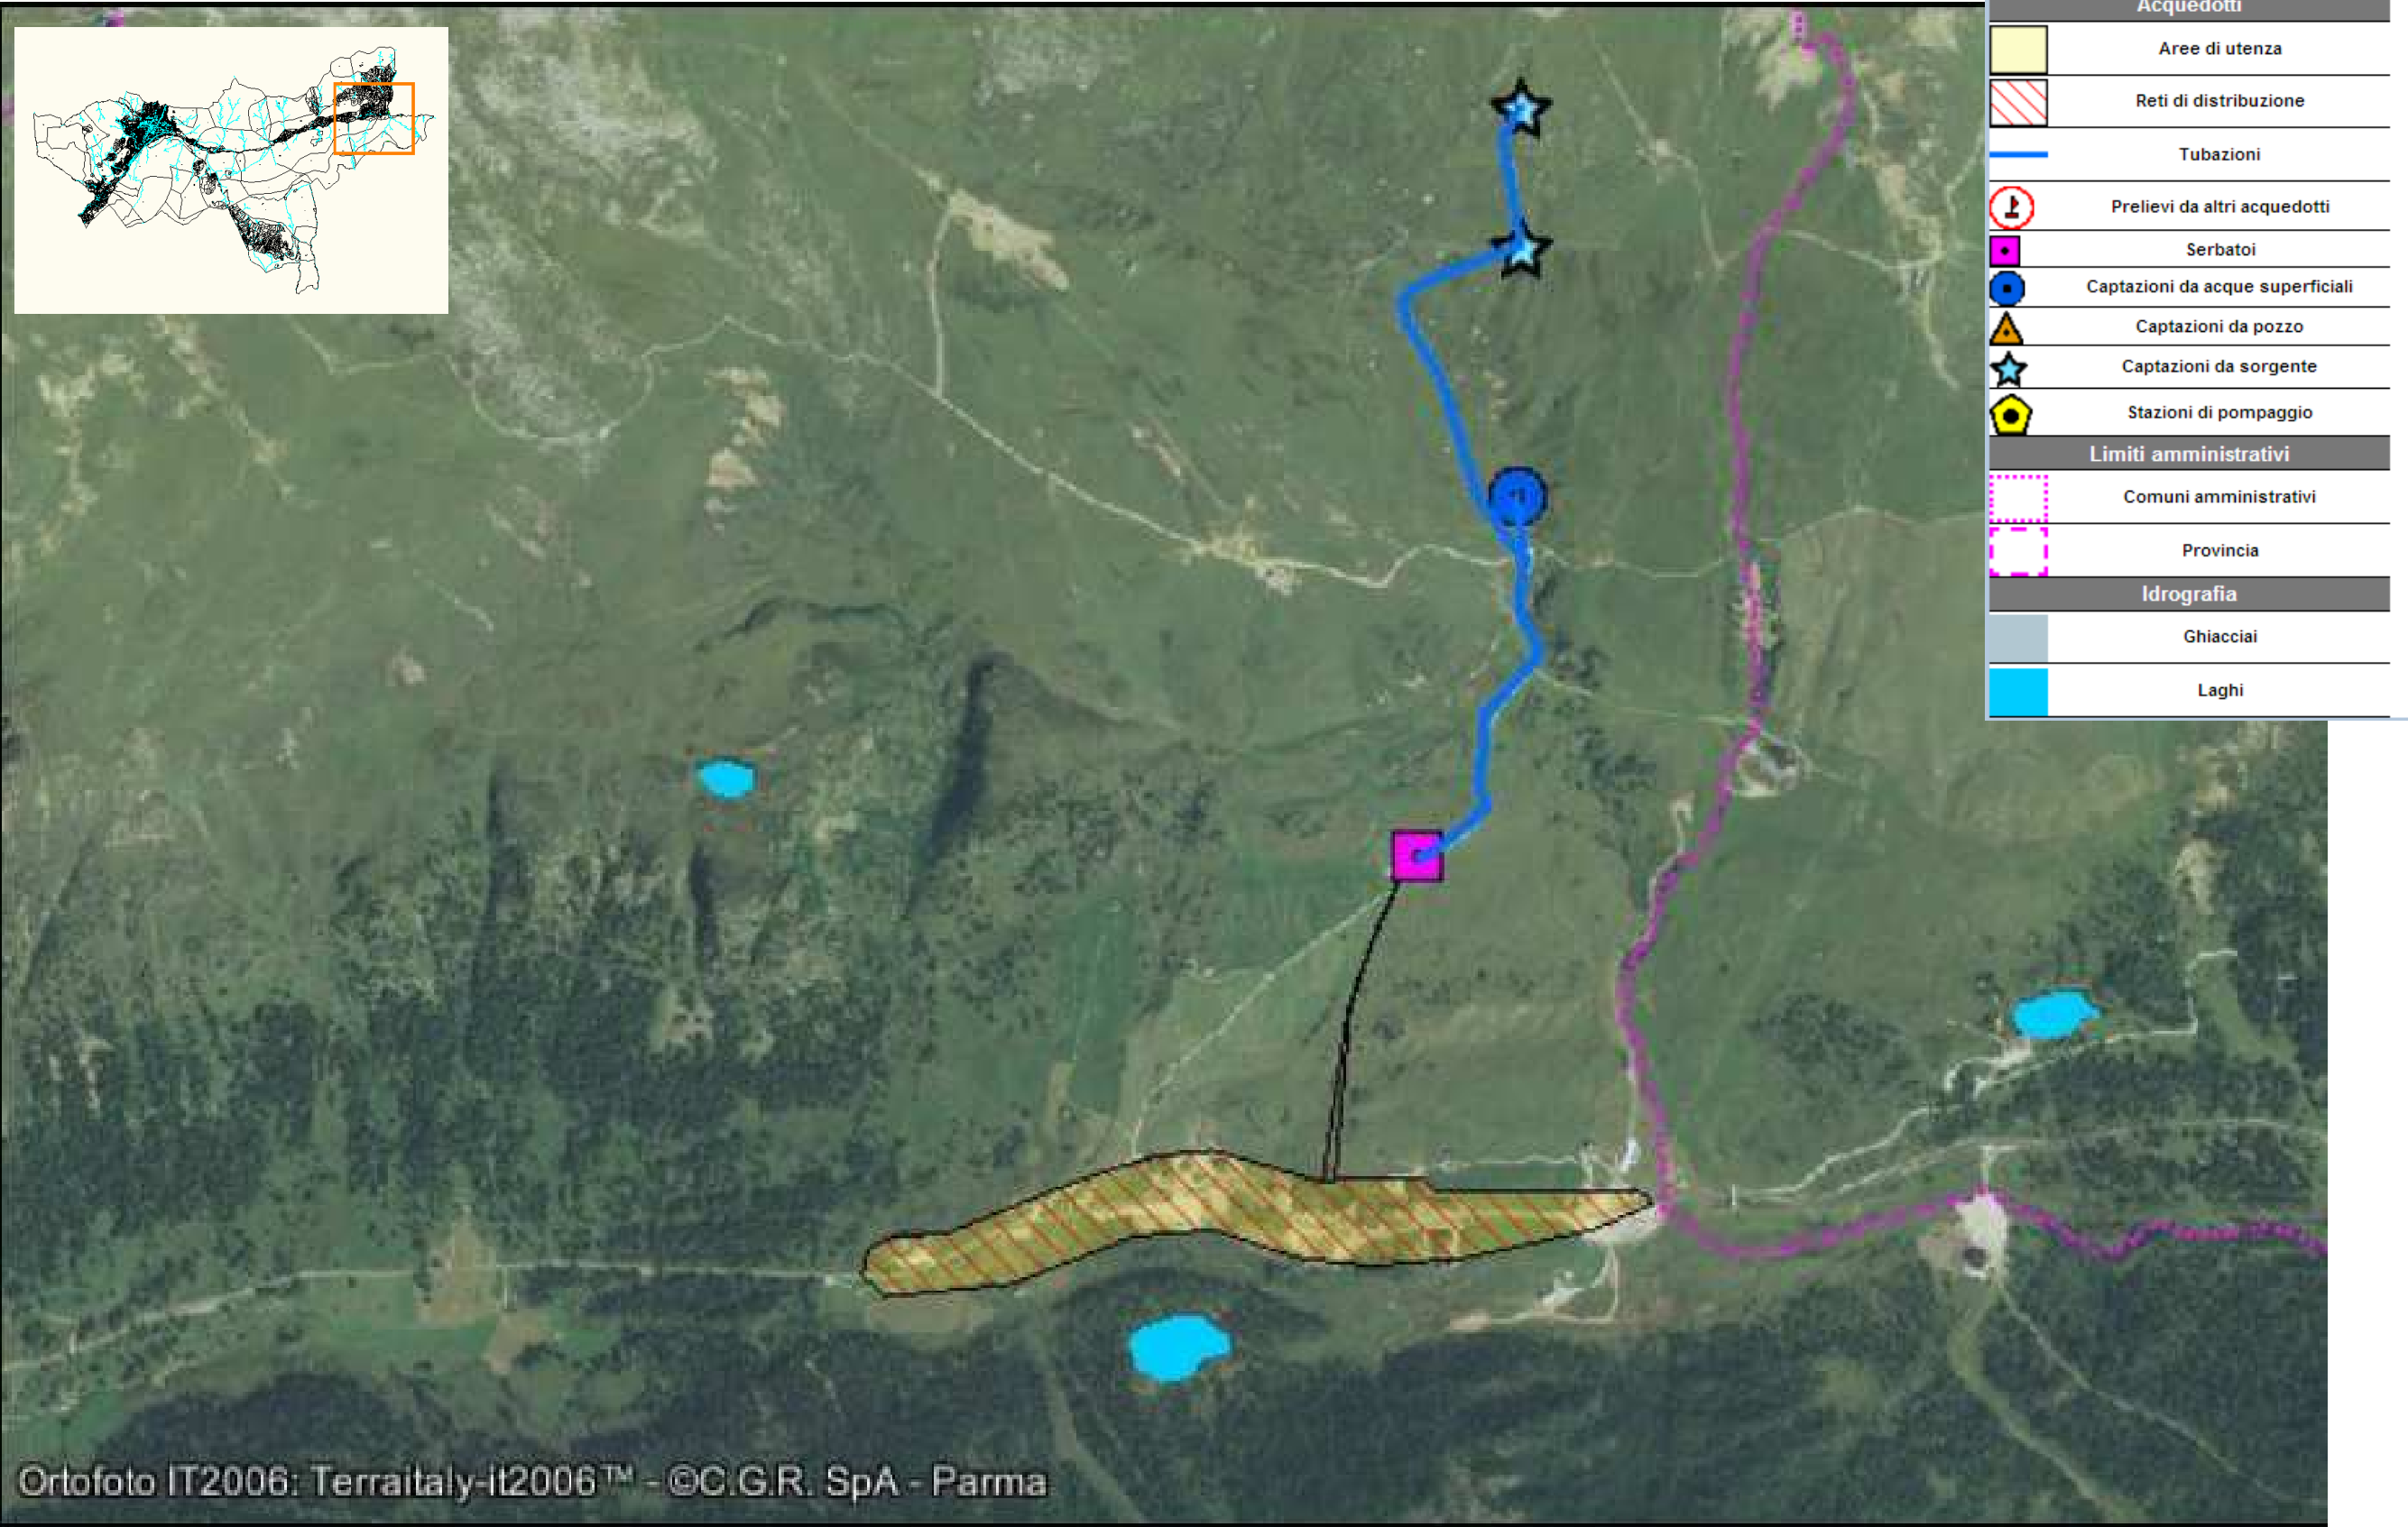 Acquedotti
Aree di utenza
Reti di distribuzione
Tubazioni
Prelievi da altri acquedotti
Serbatoi
Captazioni da acque superficiali
Captazioni da pozzo
Captazioni da sorgente
Stazioni di pompaggio
Limiti amministrativi
Comuni amministrativi
Provincia
Idrografia
Ghiacciai
Laghi
Ortofoto IT2006: Terraitaly-it2006™ - ©C.G.R. SpA - Parma